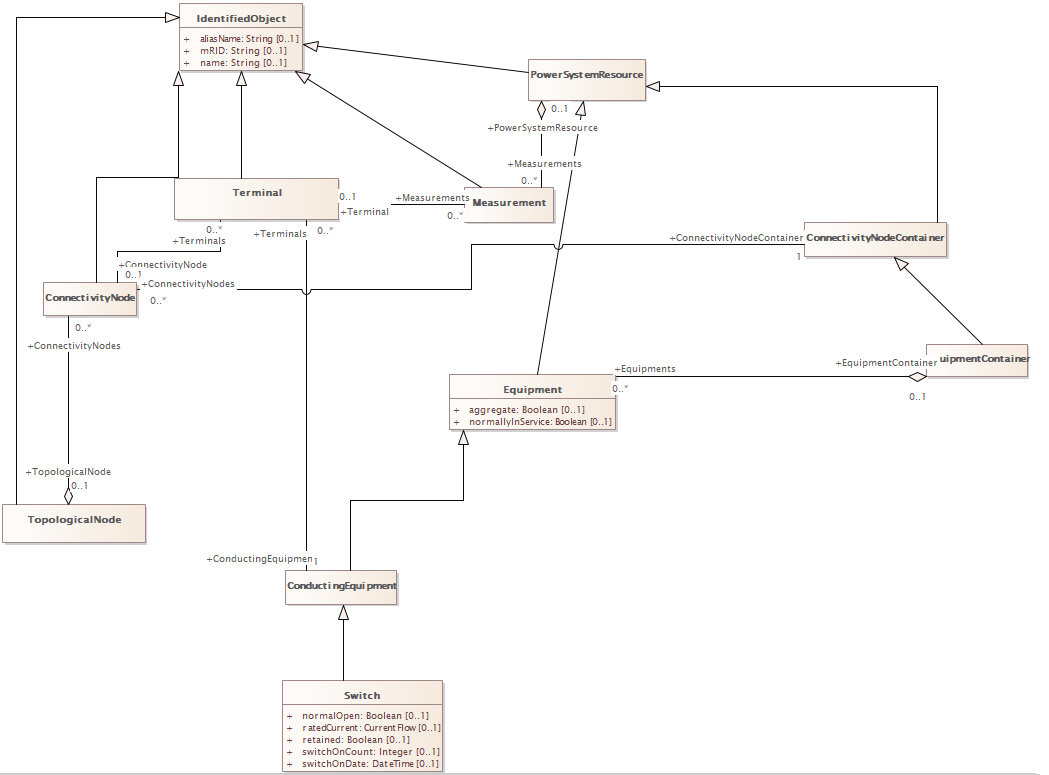 IdentifiedObject
+ aliasName: String [0..1]
+ mRID: String [0..1]
+ name: String [0..1]
PowerSystemResource
0..1
+PowerSystemResource
+Measurements
0..*
Terminal
0..1
+Terminal
+Measurements
0..*
Measurement
0..*
+Terminals
+Terminals
0..*
+ConnectivityNodeContainer
1
ConnectivityNodeContainer
+ConnectivityNode
0..1
+ConnectivityNodes
0..*
ConnectivityNode
0..*
+ConnectivityNodes
+EquipmentContainer
0..1
uipmentContainer
+Equipments
0..*
Equipment
+ aggregate: Boolean [0..1]
+ normallyInService: Boolean [0..1]
+TopologicalNode
0..1
TopologicalNode
+ConductingEquipmen
1
ConductingEquipment
Switch
+ normalOpen: Boolean [0..1]
+ ratedCurrent: CurrentFlow [0..1]
+ retained: Boolean [0..1]
+ switchOnCount: Integer [0..1]
+ switchOnDate: DateTime [0..1]